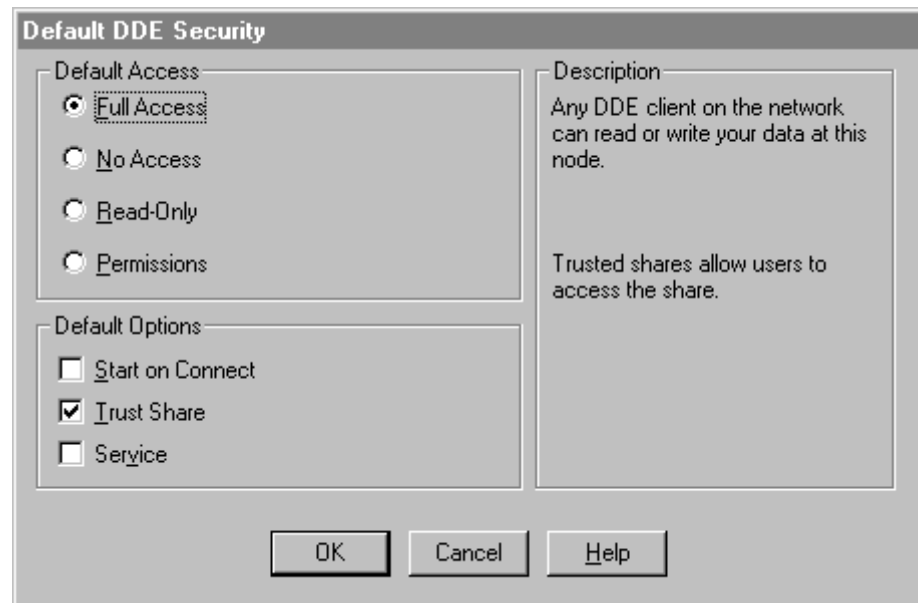 Default DDE Security
Default Access
Full Access
No Access
Read-Only
Permissions
Default Options
Start on Connect
Trust Share
Service
Description
Any DDE client on the network
can read or write your data at this
node.
Trusted shares allow users to
access the share.
OK
Cancel
Help